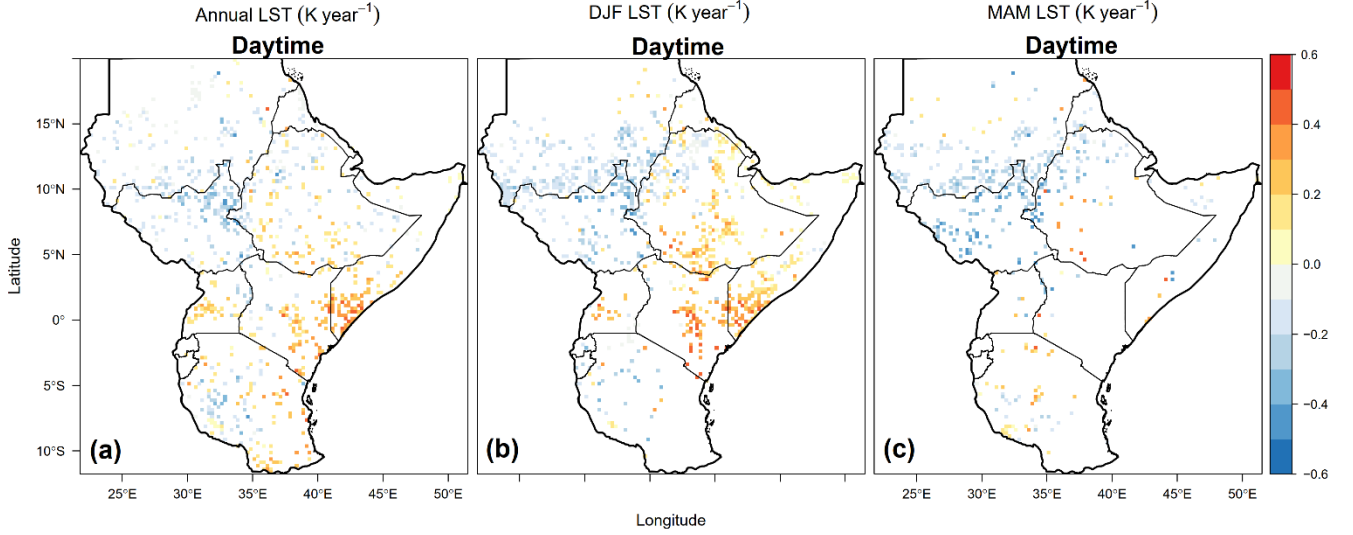 Annual LST (K year⁻¹) DJF LST (K year⁻¹) MAM LST (K year⁻¹)
Daytime Daytime Daytime
0.6
0.4
0.2
0.0
−0.2
−0.4
−0.6
15°N
10°N
5°N
0°
5°S
10°S
Latitude
(a) (b) (c)
25°E 30°E 35°E 40°E 45°E 50°E 25°E 30°E 35°E 40°E 45°E 50°E
Longitude